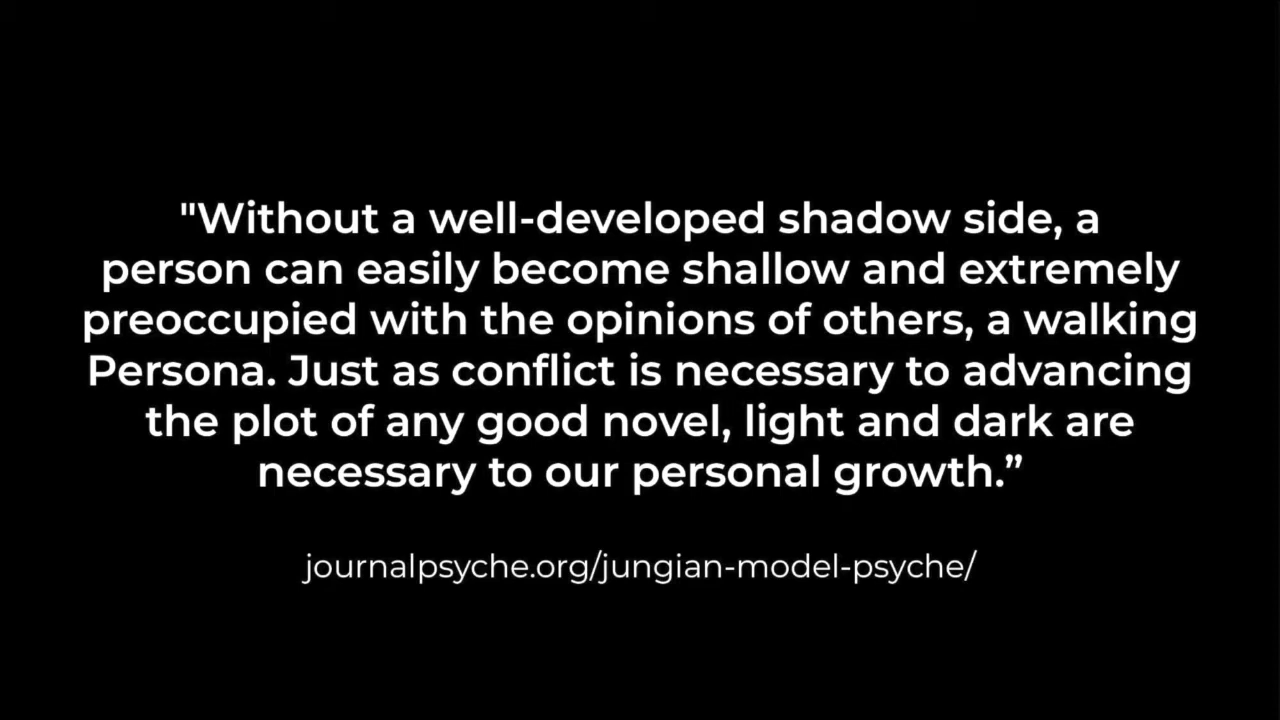 "Without a well-developed shadow side, a
person can easily become shallow and extremely
preoccupied with the opinions of others, a walking
Persona. Just as conflict is necessary to advancing
the plot of any good novel, light and dark are
necessary to our personal growth.”
journalpsyche.org/jungian-model-psyche/